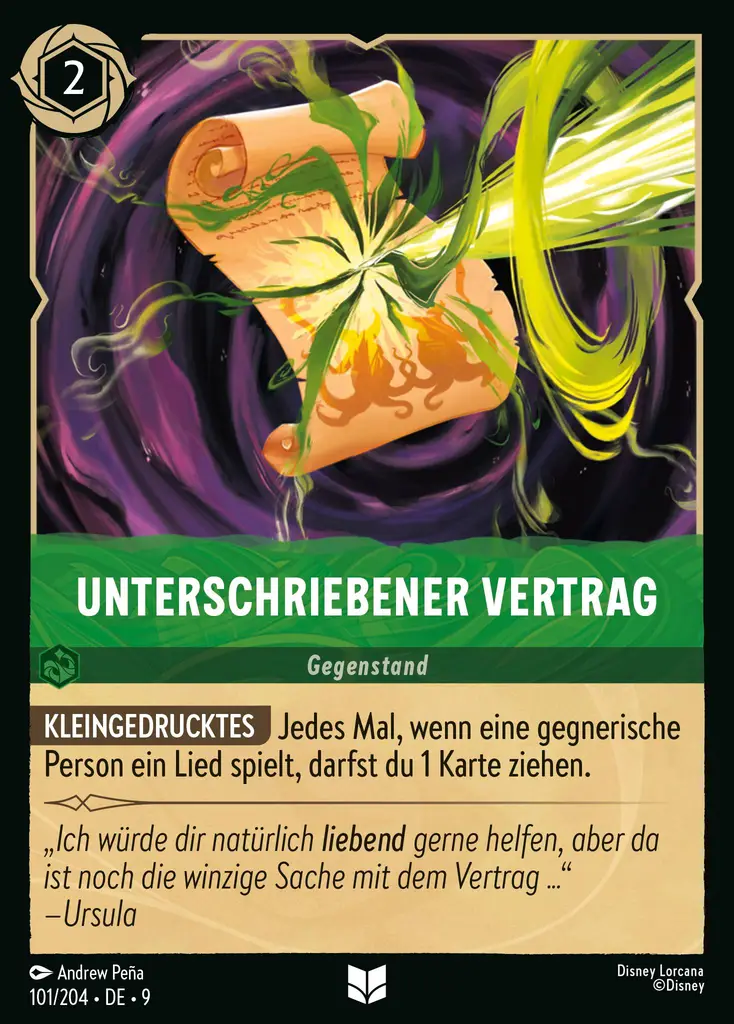 2
UNTERSCHRIEBENER VERTRAG
Gegenstand
KLEINGEDRUCKTES Jedes Mal, wenn eine gegnerische
Person ein Lied spielt, darfst du 1 Karte ziehen.
„Ich würde dir natürlich liebend gerne helfen, aber da
ist noch die winzige Sache mit dem Vertrag ...“
–Ursula
Andrew Peña
Disney Lorcana
101/204 • DE • 9
©Disney